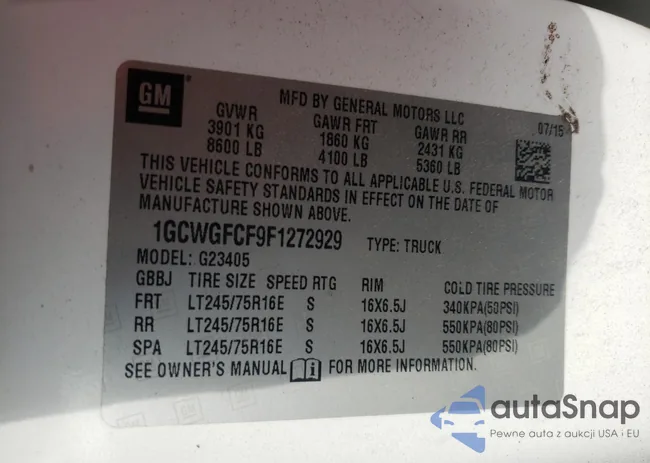 GM
MFD BY GENERAL MOTORS LLC
07/15
GVWR GAWR FRT GAWR RR
3901 KG 1860 KG 2431 KG
8600 LB 4100 LB 5360 LB
THIS VEHICLE CONFORMS TO ALL APPLICABLE U.S. FEDERAL MOTOR
VEHICLE SAFETY STANDARDS IN EFFECT ON THE DATE OF
MANUFACTURE SHOWN ABOVE.
1GCWGFCF9F1272929 TYPE: TRUCK
MODEL: G23405
GBBJ TIRE SIZE SPEED RTG RIM COLD TIRE PRESSURE
FRT LT245/75R16E S 16X6.5J 340KPA(50PSI)
RR LT245/75R16E S 16X6.5J 550KPA(80PSI)
SPA LT245/75R16E S 16X6.5J 550KPA(80PSI)
SEE OWNER'S MANUAL i FOR MORE INFORMATION.
autaSnap
Pewne auta z aukcji USA i EU